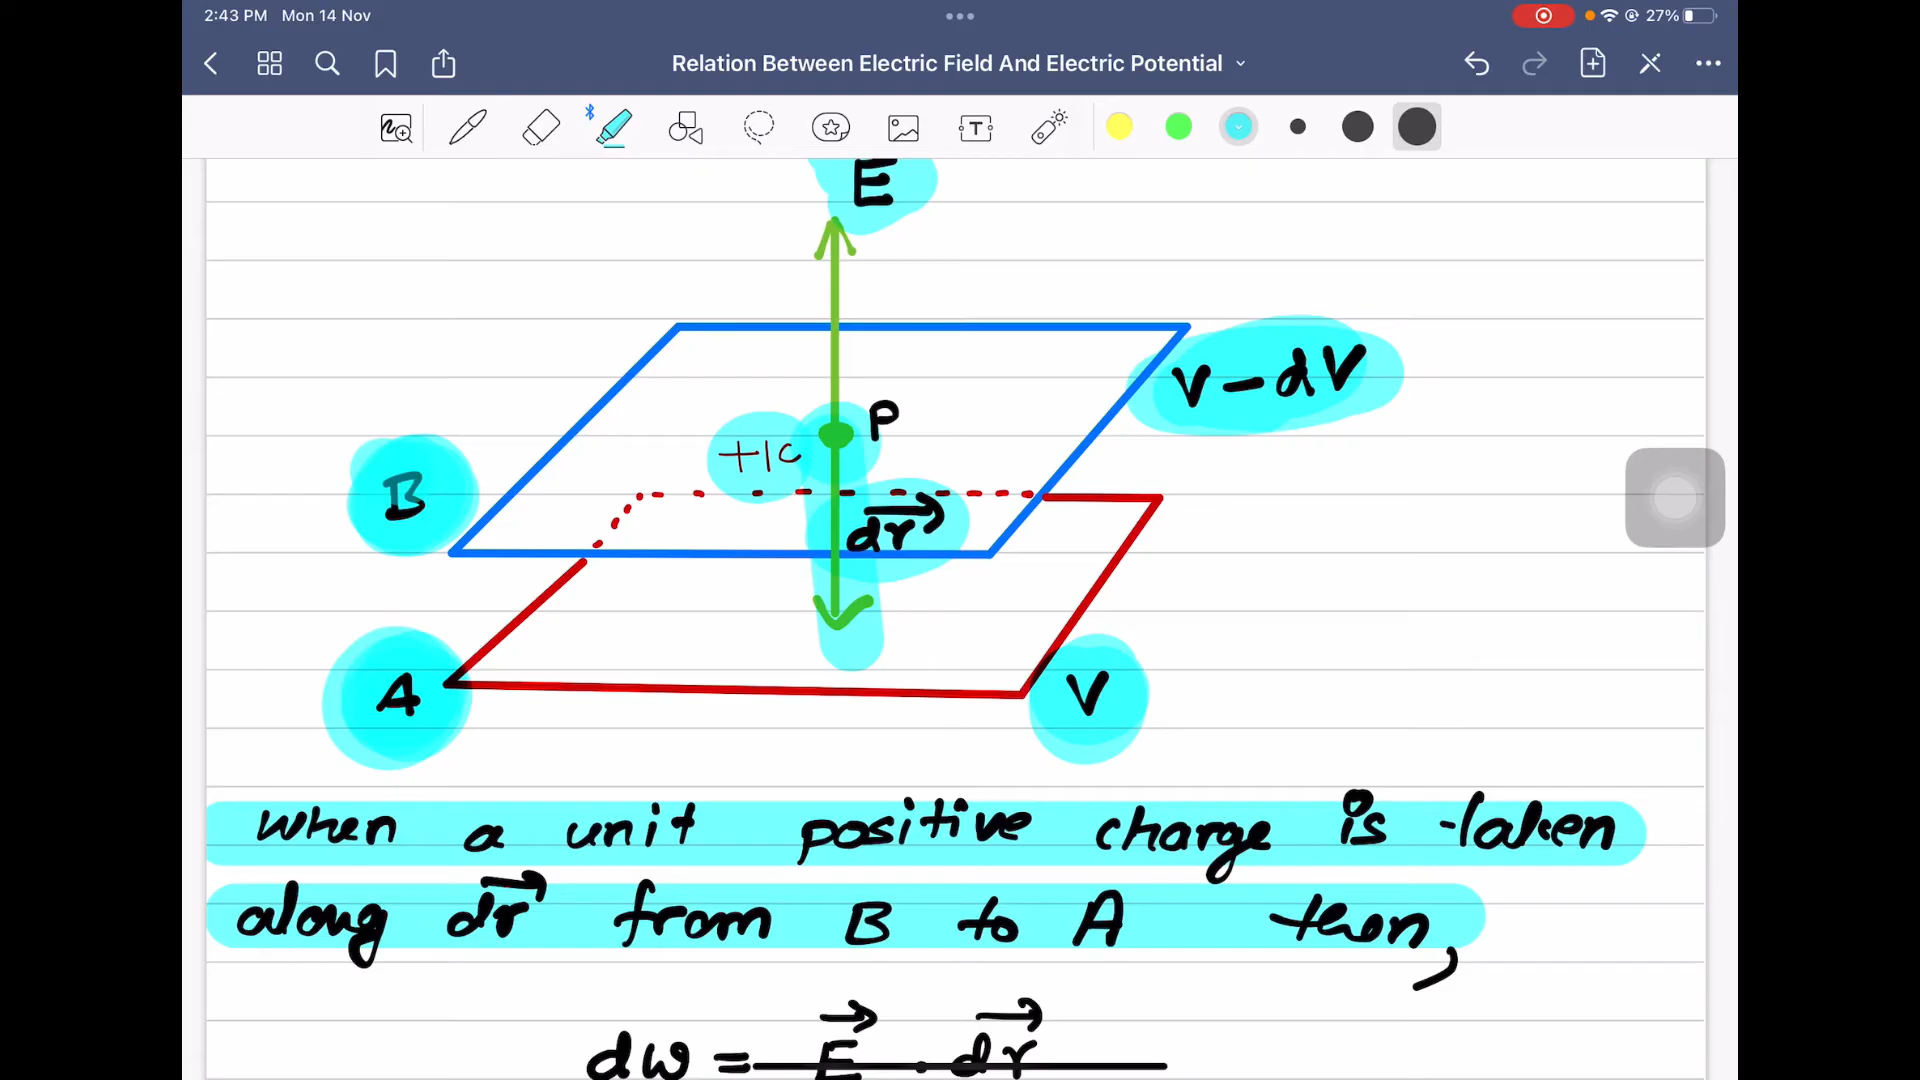 2:43 PM Mon 14 Nov
27%
Relation Between Electric Field And Electric Potential
T
E
V - dV
P
+1C
B
dr
A
V
when a unit positive charge is taken
along dr from B to A then,
dw = E . dr